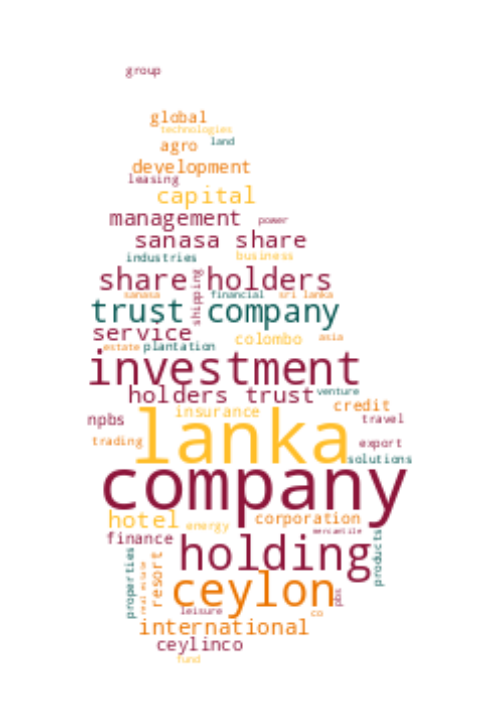 group
global
technologies
agro land
development
leasing
capital
management power
sanasa share
industries business
share holders
sanasa shipping financial sri lanka
trust company
service colombo asia
estate plantation
investment
holders trust venture
insurance credit
npbs travel
lanka
trading export
solutions
company
hotel energy corporation
finance mercantile
holding products
properties real estate resort
ceylon pbs
leisure co
international
ceylinco
fund